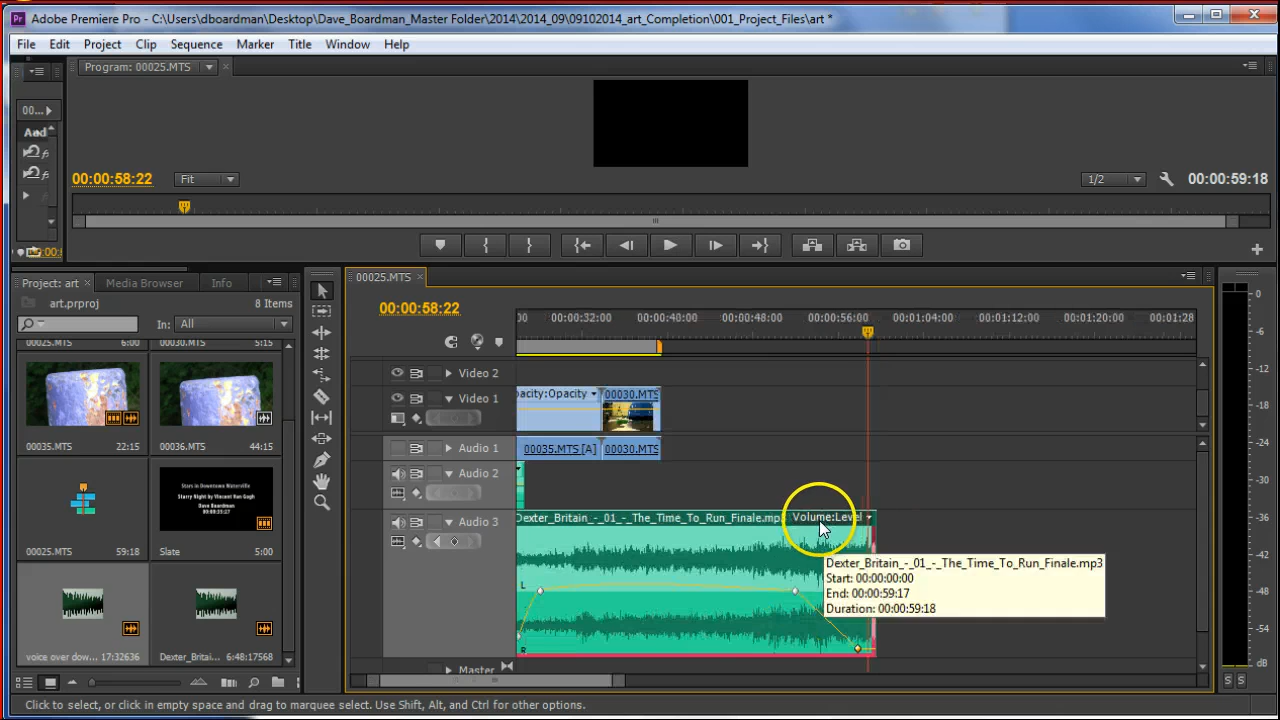 Adobe Premiere Pro - C:\Users\dboardman\Desktop\Dave_Boardman_Master Folder\2014\2014_09\09102014_art_Completion\001_Project_Files\art *
File Edit Project Clip Sequence Marker Title Window Help
Program: 00025.MTS
00...
00:00:58:22
Fit
1/2
00:00:59:18
Project: art
Media Browser
Info
art.prproj
8 Items
In: All
00025.MTS 6:00
00030.MTS 5:15
00035.MTS 22:15
00036.MTS 44:15
Stars in Downtown Waterville
Starry Night by Vincent Van Gogh
Dave Boardman
00:00:59:27
00025.MTS 59:18
Slate 5:00
voice over dow... 17:32636
Dexter_Britai... 6:48:17568
00025.MTS
00:00:58:22
00 00:00:32:00 00:00:40:00 00:00:48:00 00:00:56:00 00:01:04:00 00:01:12:00 00:01:20:00 00:01:28
Video 2
Video 1
pacity:Opacity
00030.MTS
Audio 1
00035.MTS [A]
00030.MTS
Audio 2
Audio 3
Dexter_Britain_-_01_-_The_Time_To_Run_Finale.mp3
Volume:Level
L
R
Dexter_Britain_-_01_-_The_Time_To_Run_Finale.mp3
Start: 00:00:00:00
End: 00:00:59:17
Duration: 00:00:59:18
Master
0
-6
-12
-18
-24
-30
-36
-42
-48
-54
S S
Click to select, or click in empty space and drag to marquee select. Use Shift, Alt, and Ctrl for other options.